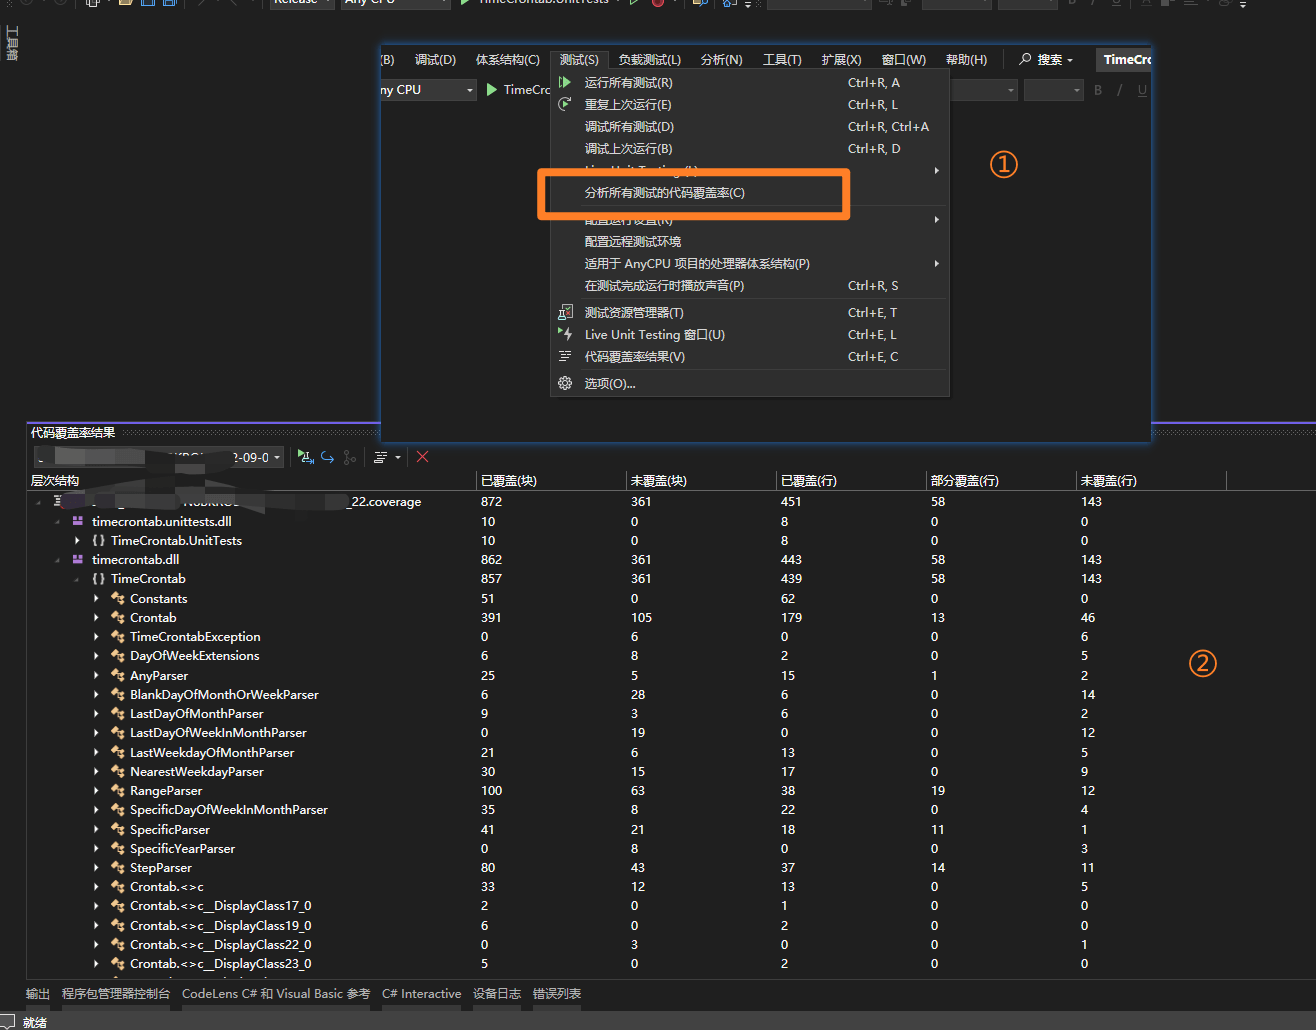 Release
Any CPU
TimeCrontab.UnitTests
工具箱
(B) 调试(D) 体系结构(C) 测试(S) 负载测试(L) 分析(N) 工具(T) 扩展(X) 窗口(W) 帮助(H) 搜索 TimeCro
ny CPU TimeCro B I U
运行所有测试(R) Ctrl+R, A
重复上次运行(E) Ctrl+R, L
调试所有测试(D) Ctrl+R, Ctrl+A
调试上次运行(B) Ctrl+R, D
①
分析所有测试的代码覆盖率(C)
配置运行设置(R)
配置远程测试环境
适用于 AnyCPU 项目的处理器体系结构(P)
在测试完成运行时播放声音(P) Ctrl+R, S
测试资源管理器(T) Ctrl+E, T
Live Unit Testing 窗口(U) Ctrl+E, L
代码覆盖率结果(V) Ctrl+E, C
选项(O)...
代码覆盖率结果
2-09-0
层次结构 已覆盖(块) 未覆盖(块) 已覆盖(行) 部分覆盖(行) 未覆盖(行)
_22.coverage 872 361 451 58 143
timecrontab.unittests.dll 10 0 8 0 0
{} TimeCrontab.UnitTests 10 0 8 0 0
timecrontab.dll 862 361 443 58 143
{} TimeCrontab 857 361 439 58 143
Constants 51 0 62 0 0
Crontab 391 105 179 13 46
TimeCrontabException 0 6 0 0 6
DayOfWeekExtensions 6 8 2 0 5
②
AnyParser 25 5 15 1 2
BlankDayOfMonthOrWeekParser 6 28 6 0 14
LastDayOfMonthParser 9 3 6 0 2
LastDayOfWeekInMonthParser 0 19 0 0 12
LastWeekdayOfMonthParser 21 6 13 0 5
NearestWeekdayParser 30 15 17 0 9
RangeParser 100 63 38 19 12
SpecificDayOfWeekInMonthParser 35 8 22 0 4
SpecificParser 41 21 18 11 1
SpecificYearParser 0 8 0 0 3
StepParser 80 43 37 14 11
Crontab.<>c 33 12 13 0 5
Crontab.<>c__DisplayClass17_0 2 0 1 0 0
Crontab.<>c__DisplayClass19_0 6 0 2 0 0
Crontab.<>c__DisplayClass22_0 0 3 0 0 1
Crontab.<>c__DisplayClass23_0 5 0 2 0 0
输出 程序包管理器控制台 CodeLens C# 和 Visual Basic 参考 C# Interactive 设备日志 错误列表
就绪